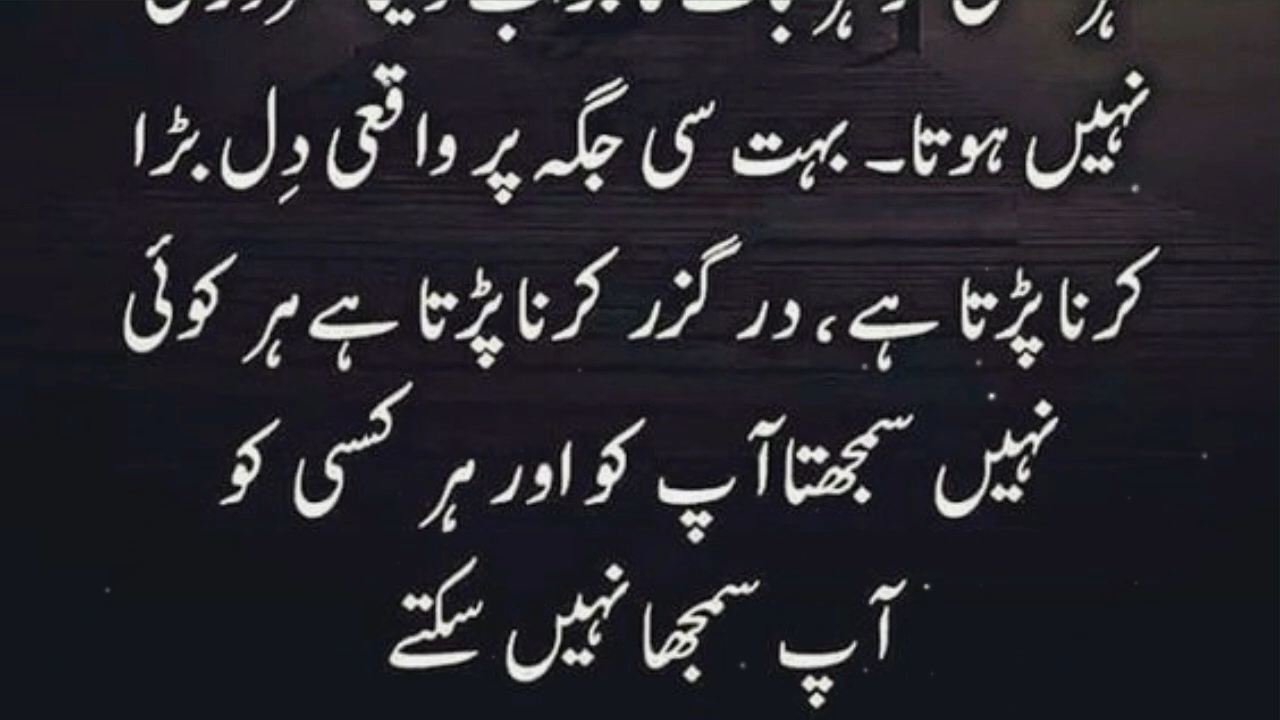 نہیں ہوتا۔ بہت سی جگہ پر واقعی دِل بڑا
کرنا پڑتا ہے، در گزر کرنا پڑتا ہے ہر کوئی
نہیں سمجھتا آپ کو اور ہر کسی کو
آپ سمجھا نہیں سکتے